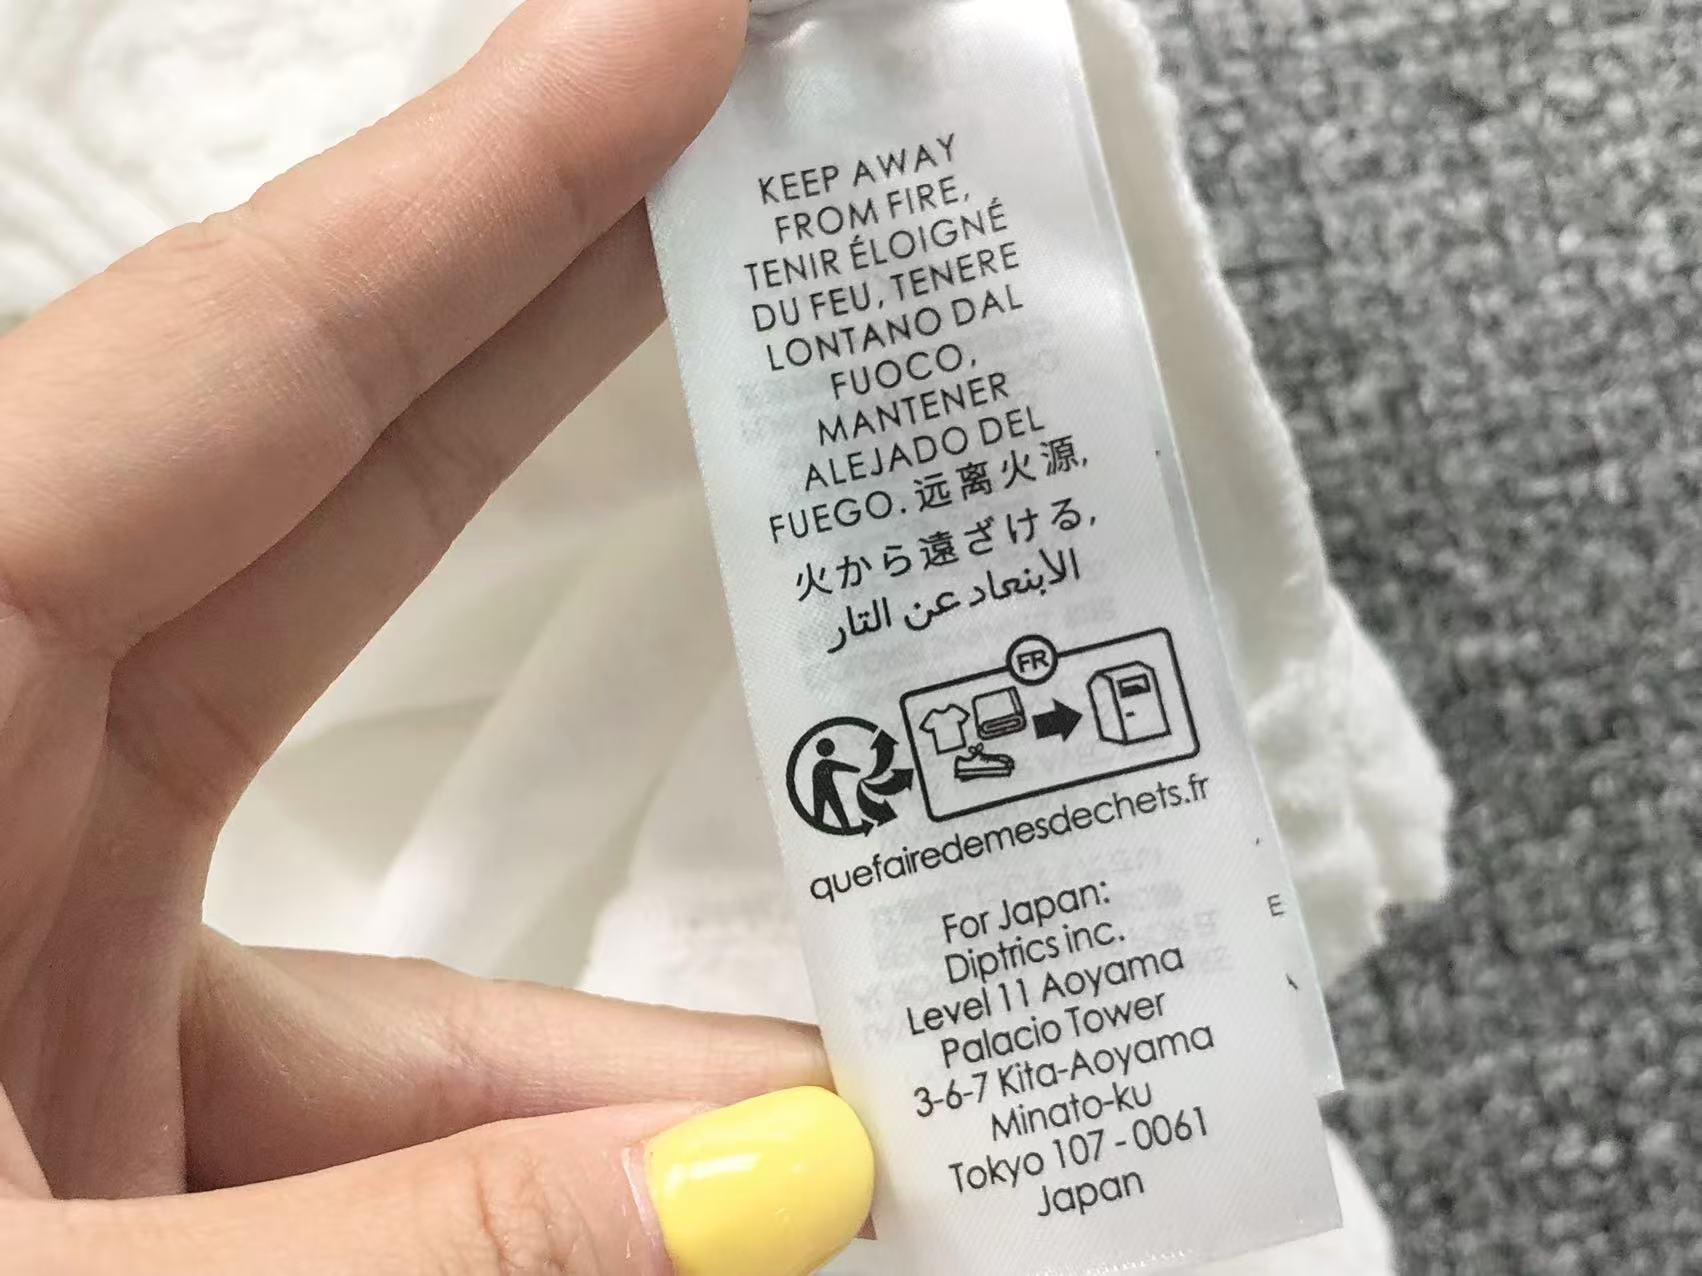 KEEP AWAY
FROM FIRE,
TENIR ÉLOIGNÉ
DU FEU, TENERE
LONTANO DAL
FUOCO,
MANTENER
ALEJADO DEL
FUEGO. 远离火源,
火から遠ざける,
الابنعاد عن التار
FR
quefairedemesdechets.fr
For Japan:
Diptrics inc.
Level 11 Aoyama
Palacio Tower
3-6-7 Kita-Aoyama
Minato-ku
Tokyo 107 - 0061
Japan
E